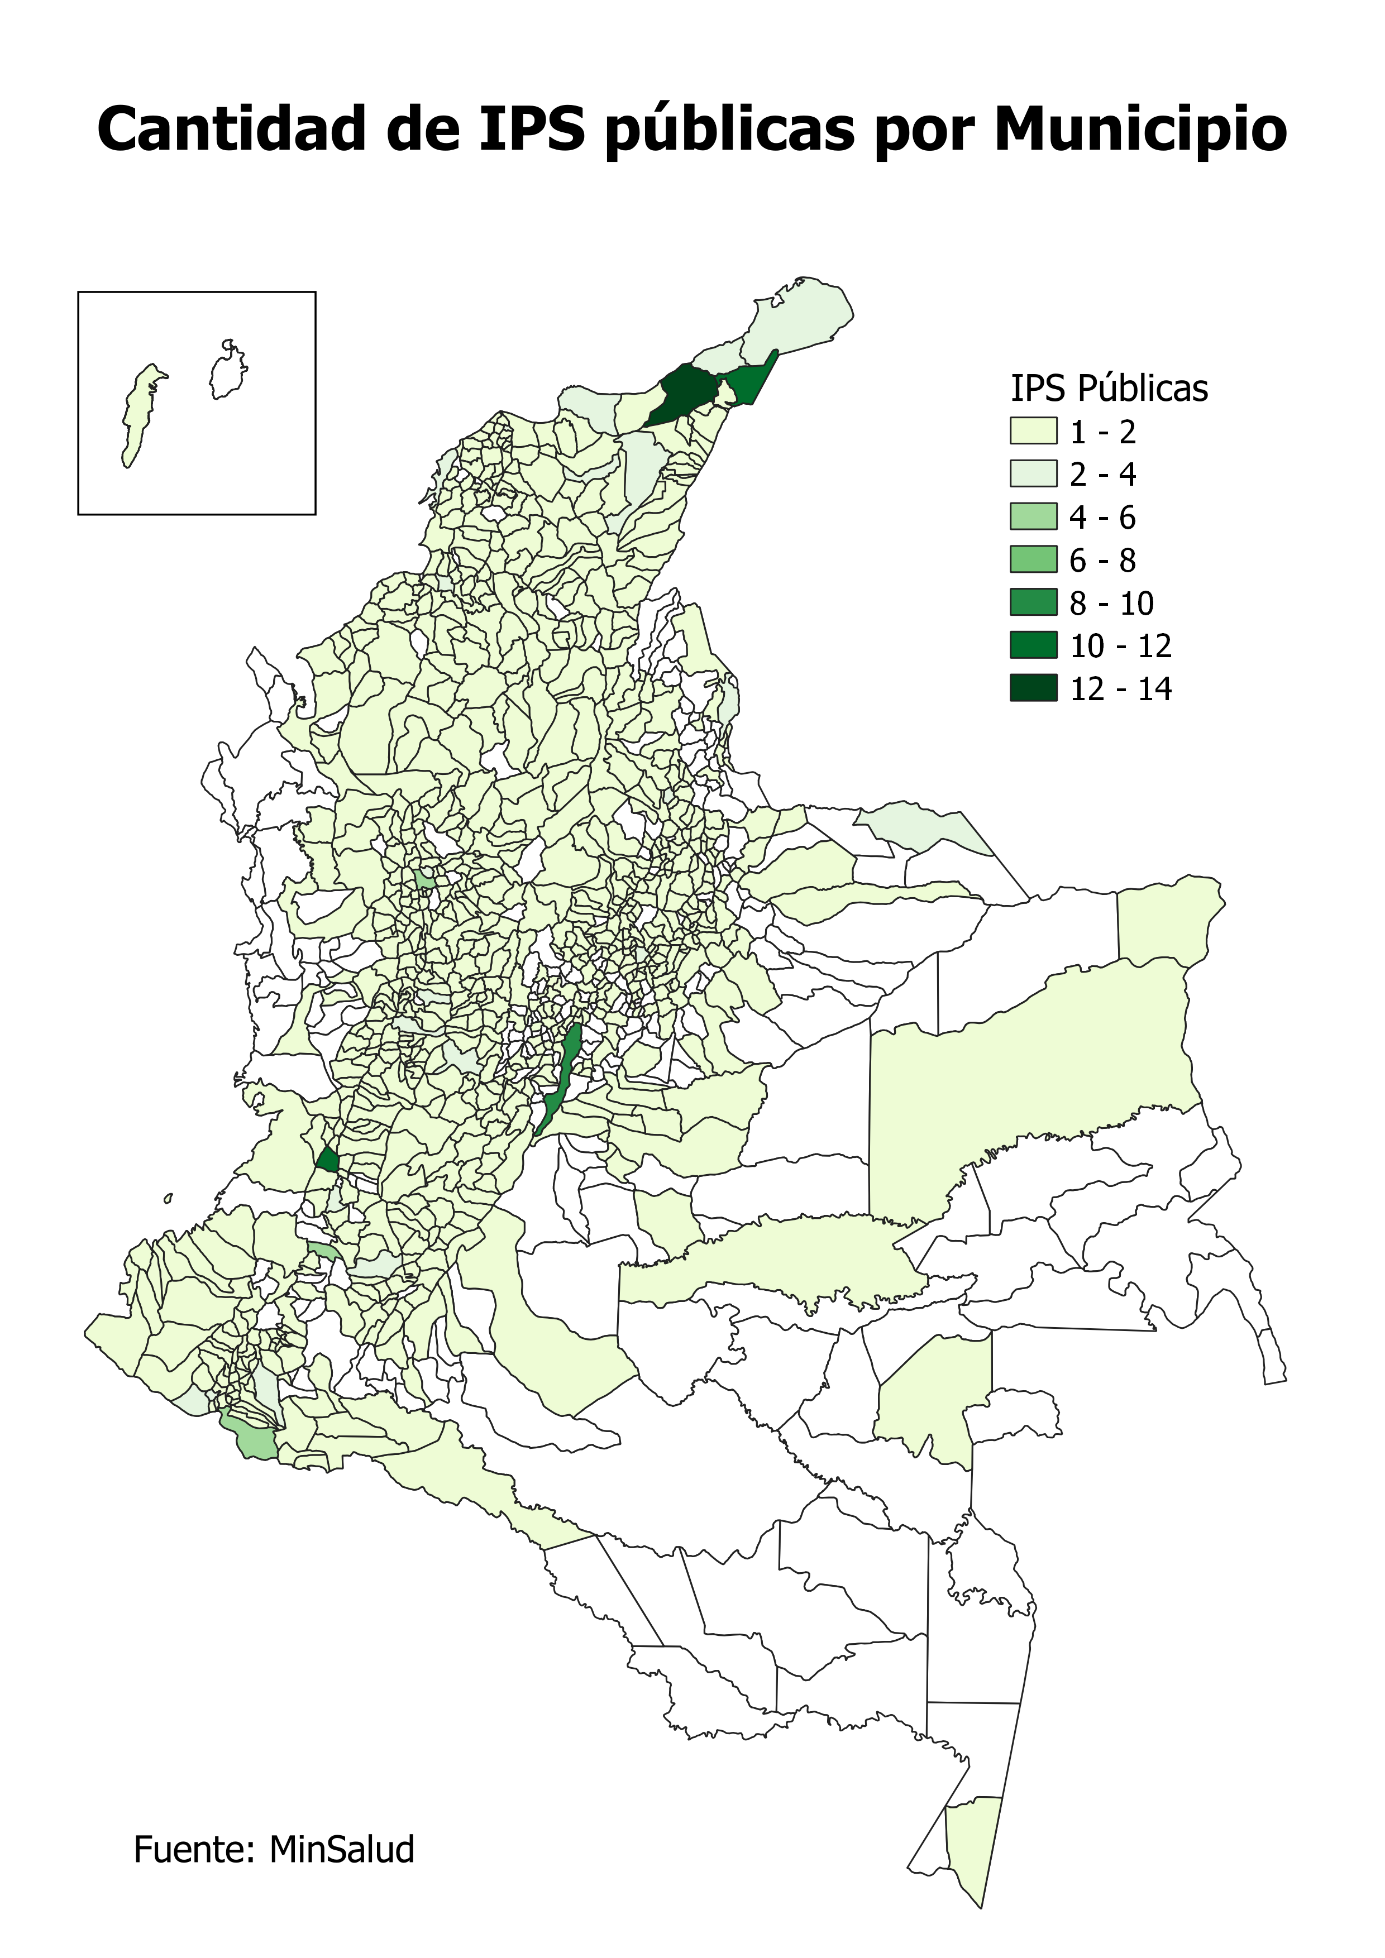 Cantidad de IPS públicas por Municipio
IPS Públicas
1 - 2
2 - 4
4 - 6
6 - 8
8 - 10
10 - 12
12 - 14
Fuente: MinSalud